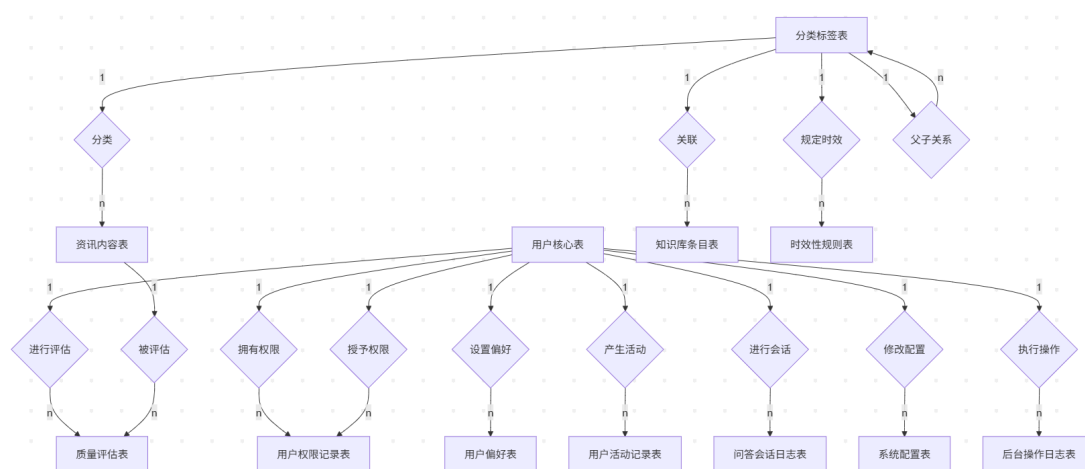 分类标签表
1
1
1
1
n
分类
关联
规定时效
父子关系
n
n
n
资讯内容表
用户核心表
知识库条目表
时效性规则表
1
1
1
1
1
1
1
1
1
进行评估
被评估
拥有权限
授予权限
设置偏好
产生活动
进行会话
修改配置
执行操作
n
n
n
n
n
n
n
n
n
质量评估表
用户权限记录表
用户偏好表
用户活动记录表
问答会话日志表
系统配置表
后台操作日志表